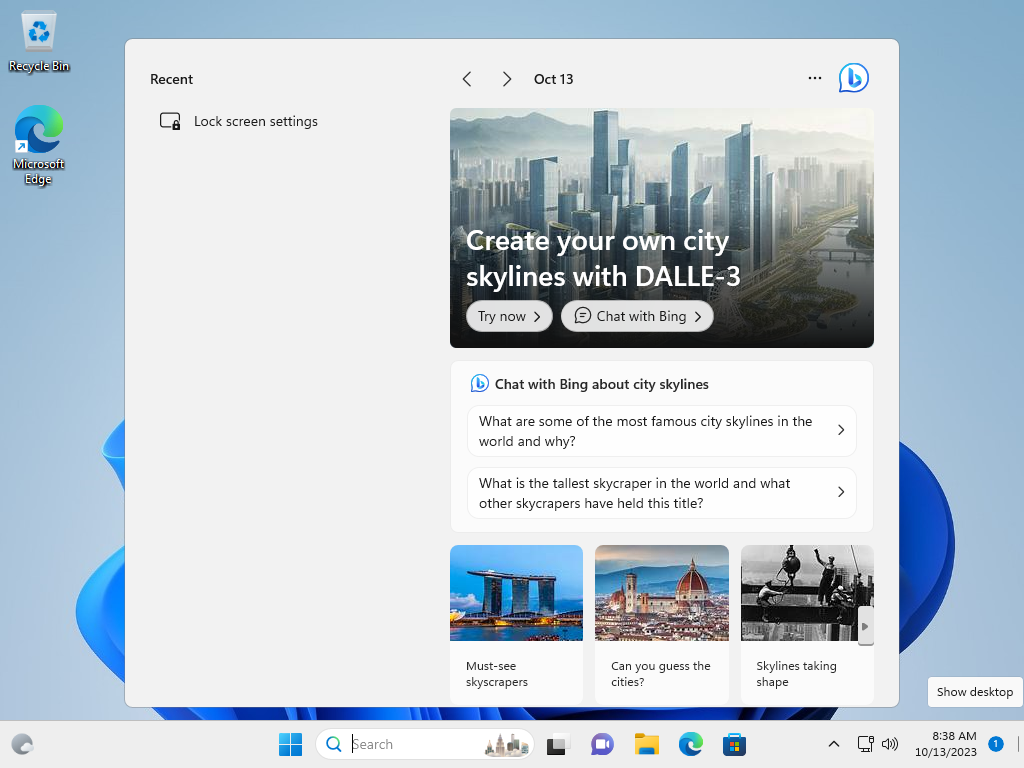 Recycle Bin
Microsoft
Edge
Recent
Lock screen settings
Oct 13
Create your own city
skylines with DALLE-3
Try now
Chat with Bing
Chat with Bing about city skylines
What are some of the most famous city skylines in the
world and why?
What is the tallest skycraper in the world and what
other skycrapers have held this title?
Must-see
skyscrapers
Can you guess the
cities?
Skylines taking
shape
Show desktop
Search
8:38 AM
10/13/2023
1